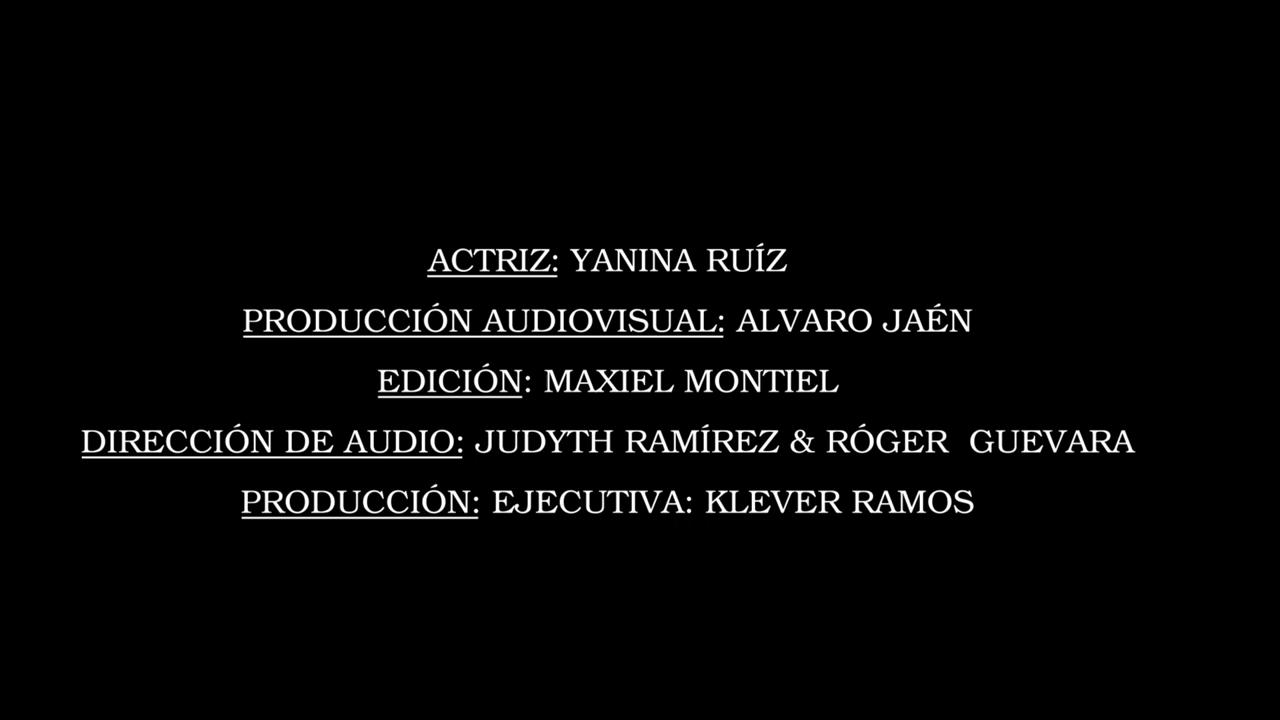 ACTRIZ: YANINA RUÍZ
PRODUCCIÓN AUDIOVISUAL: ALVARO JAÉN
EDICIÓN: MAXIEL MONTIEL
DIRECCIÓN DE AUDIO: JUDYTH RAMÍREZ & RÓGER  GUEVARA
PRODUCCIÓN: EJECUTIVA: KLEVER RAMOS